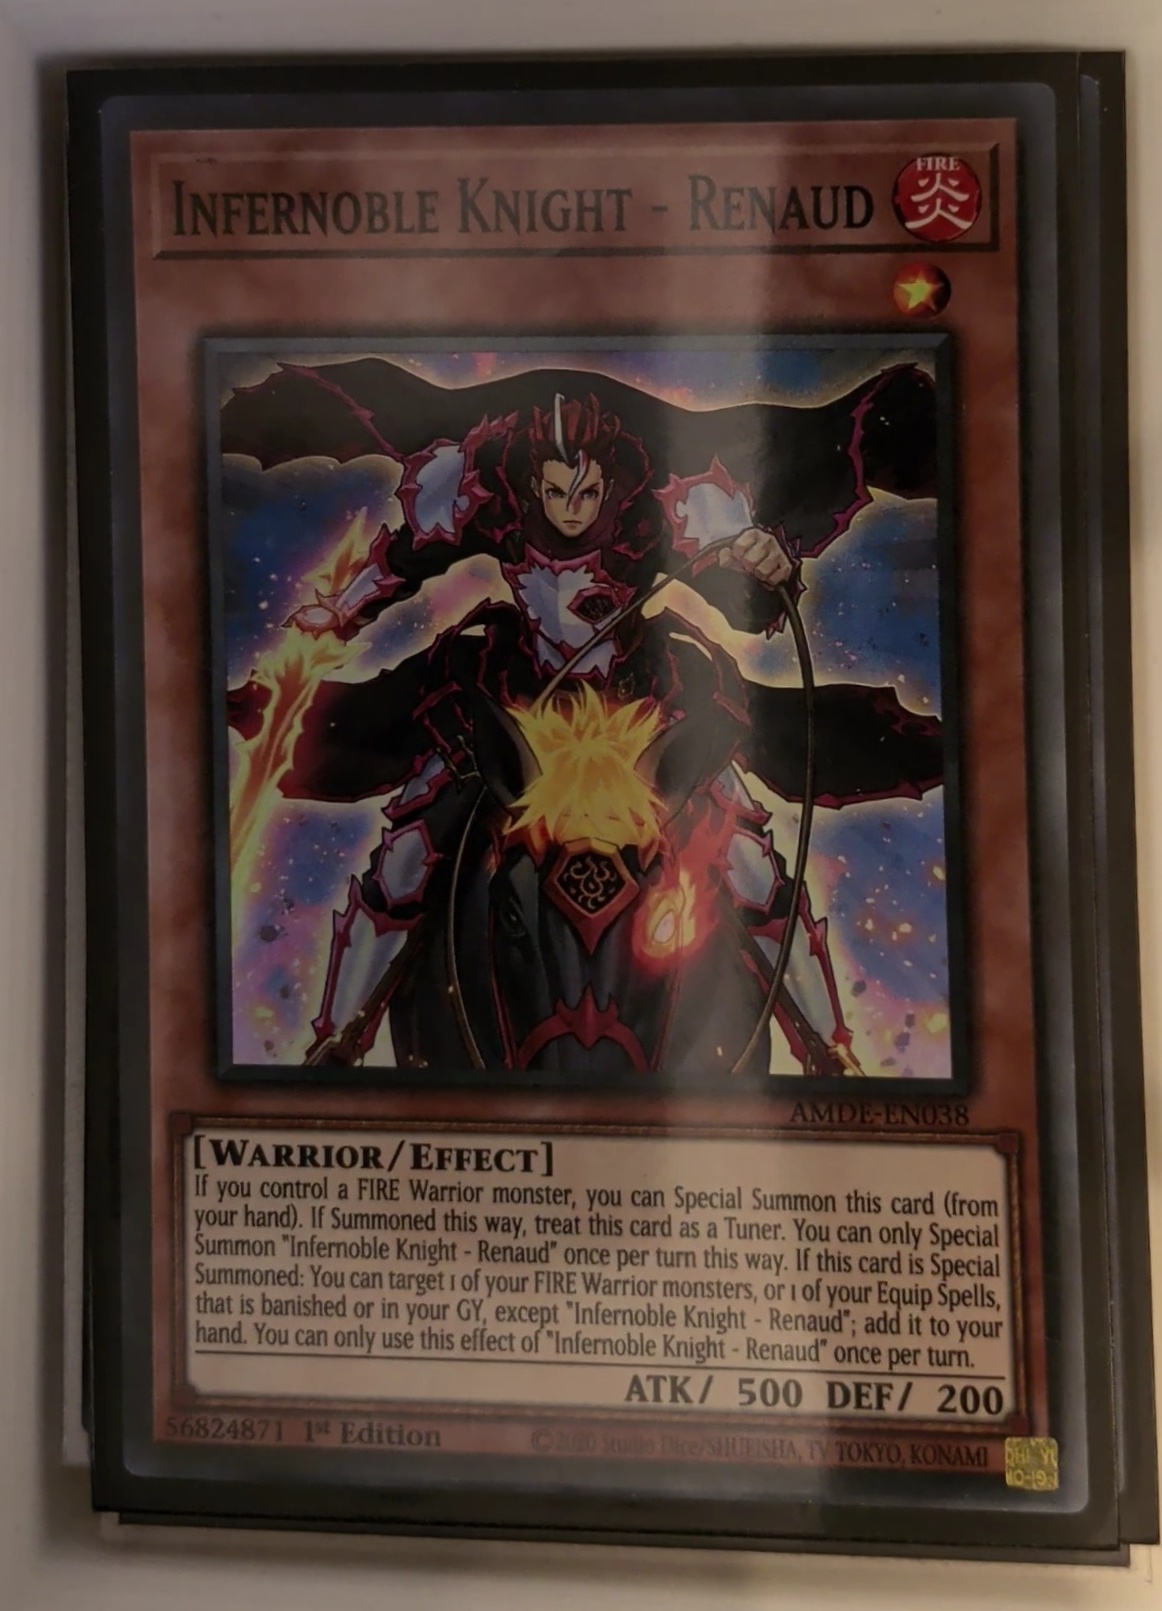 INFERNOBLE KNIGHT - RENAUD
FIRE
炎
AMDE-EN038
[WARRIOR/EFFECT]
If you control a FIRE Warrior monster, you can Special Summon this card (from
your hand). If Summoned this way, treat this card as a Tuner. You can only Special
Summon "Infernoble Knight - Renaud" once per turn this way. If this card is Special
Summoned: You can target 1 of your FIRE Warrior monsters, or 1 of your Equip Spells,
that is banished or in your GY, except "Infernoble Knight - Renaud"; add it to your
hand. You can only use this effect of "Infernoble Knight - Renaud" once per turn.
ATK/ 500 DEF/ 200
56824871 1st Edition
©2020 Studio Dice/SHUEISHA, TV TOKYO, KONAMI